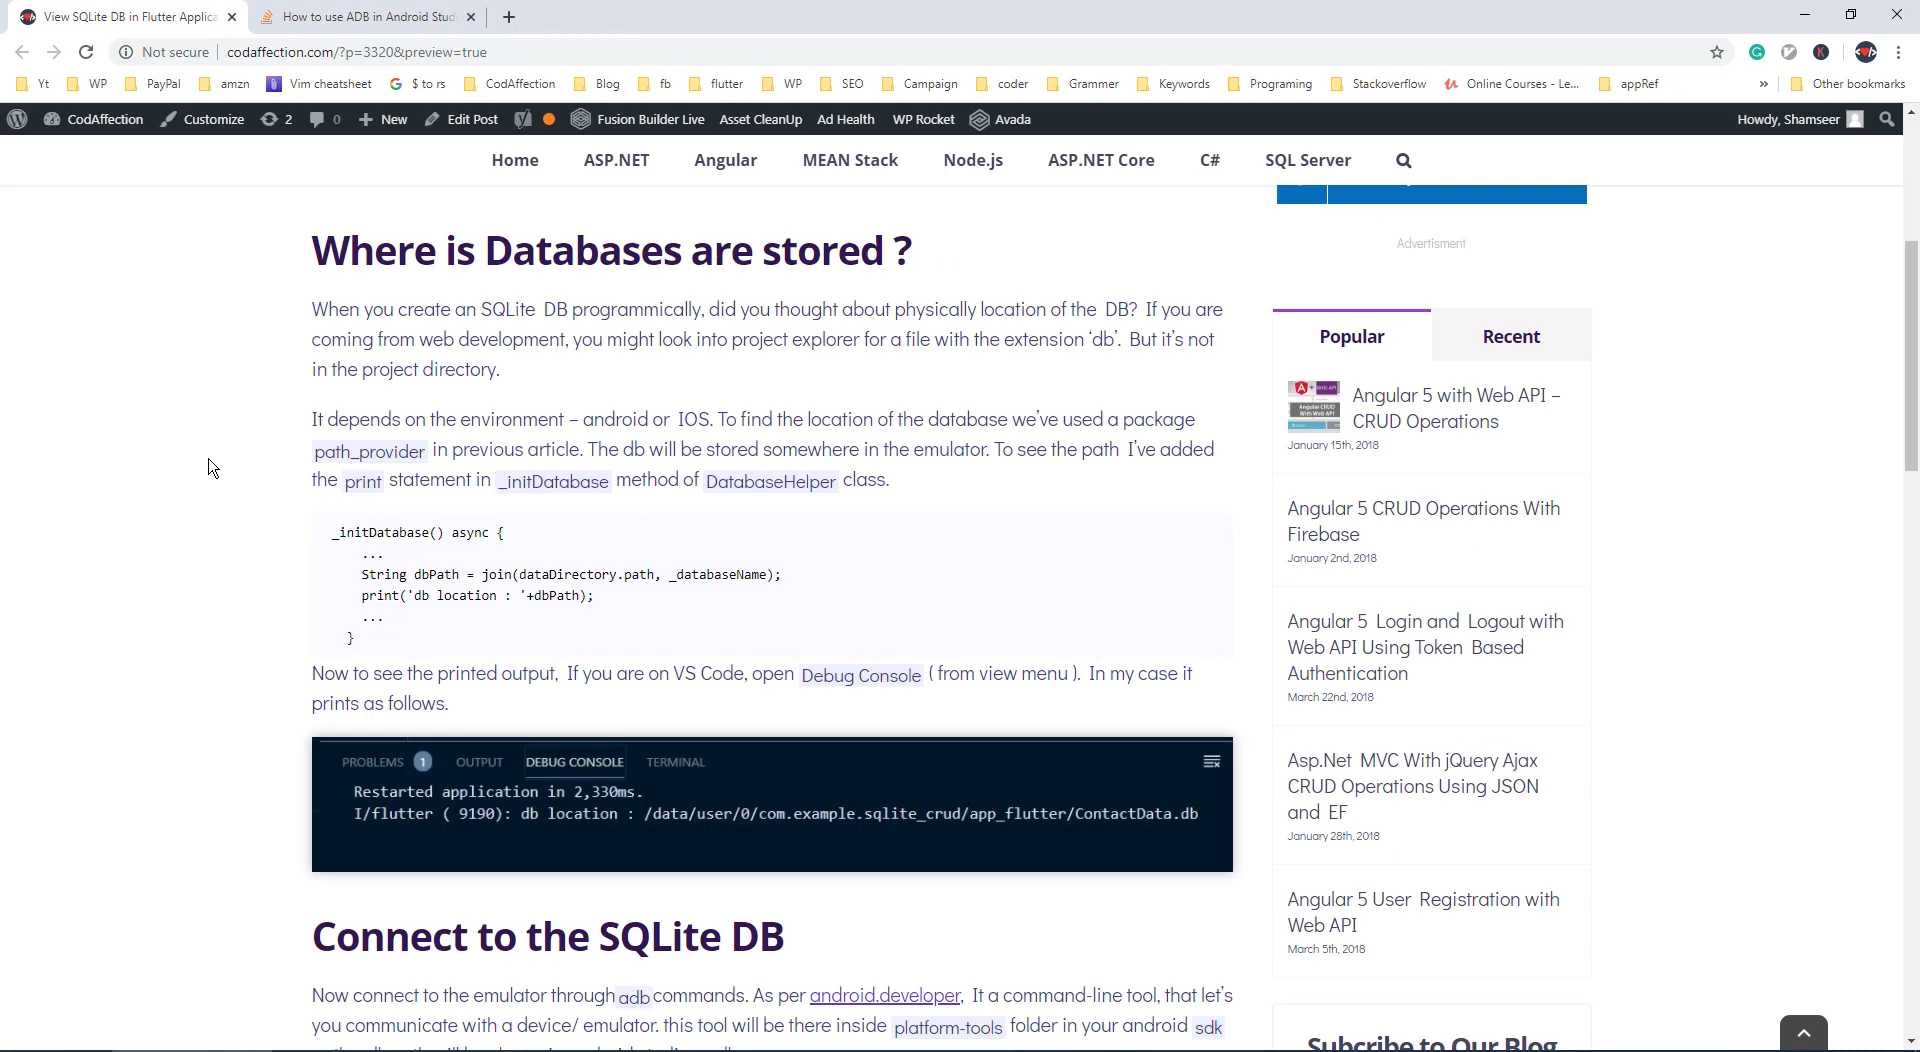 View SQLite DB in Flutter Applica
How to use ADB in Android Stud
Not secure
codaffection.com/?p=3320&preview=true
Yt
WP
PayPal
amzn
Vim cheatsheet
$ to rs
CodAffection
Blog
fb
flutter
WP
SEO
Campaign
coder
Grammer
Keywords
Programing
Stackoverflow
Online Courses - Le...
appRef
»
Other bookmarks
CodAffection
Customize
2
0
New
Edit Post
Fusion Builder Live
Asset CleanUp
Ad Health
WP Rocket
Avada
Howdy, Shamseer
Home
ASP.NET
Angular
MEAN Stack
Node.js
ASP.NET Core
C#
SQL Server
Where is Databases are stored ?
When you create an SQLite DB programmically, did you thought about physically location of the DB? If you are
coming from web development, you might look into project explorer for a file with the extension ‘db’. But it’s not
in the project directory.
It depends on the environment – android or IOS. To find the location of the database we’ve used a package
path_provider in previous article. The db will be stored somewhere in the emulator. To see the path I’ve added
the print statement in _initDatabase method of DatabaseHelper class.
_initDatabase() async {
...
String dbPath = join(dataDirectory.path, _databaseName);
print('db location : '+dbPath);
...
}
Now to see the printed output, If you are on VS Code, open Debug Console ( from view menu ). In my case it
prints as follows.
PROBLEMS 1 OUTPUT DEBUG CONSOLE TERMINAL
Restarted application in 2,330ms.
I/flutter ( 9190): db location : /data/user/0/com.example.sqlite_crud/app_flutter/ContactData.db
Connect to the SQLite DB
Now connect to the emulator through adb commands. As per android.developer, It a command-line tool, that let’s
you communicate with a device/ emulator. this tool will be there inside platform-tools folder in your android sdk
Advertisment
Popular
Recent
Angular 5 with Web API –
CRUD Operations
January 15th, 2018
Angular 5 CRUD Operations With
Firebase
January 2nd, 2018
Angular 5 Login and Logout with
Web API Using Token Based
Authentication
March 22nd, 2018
Asp.Net MVC With jQuery Ajax
CRUD Operations Using JSON
and EF
January 28th, 2018
Angular 5 User Registration with
Web API
March 5th, 2018
Subcribe to Our Blog